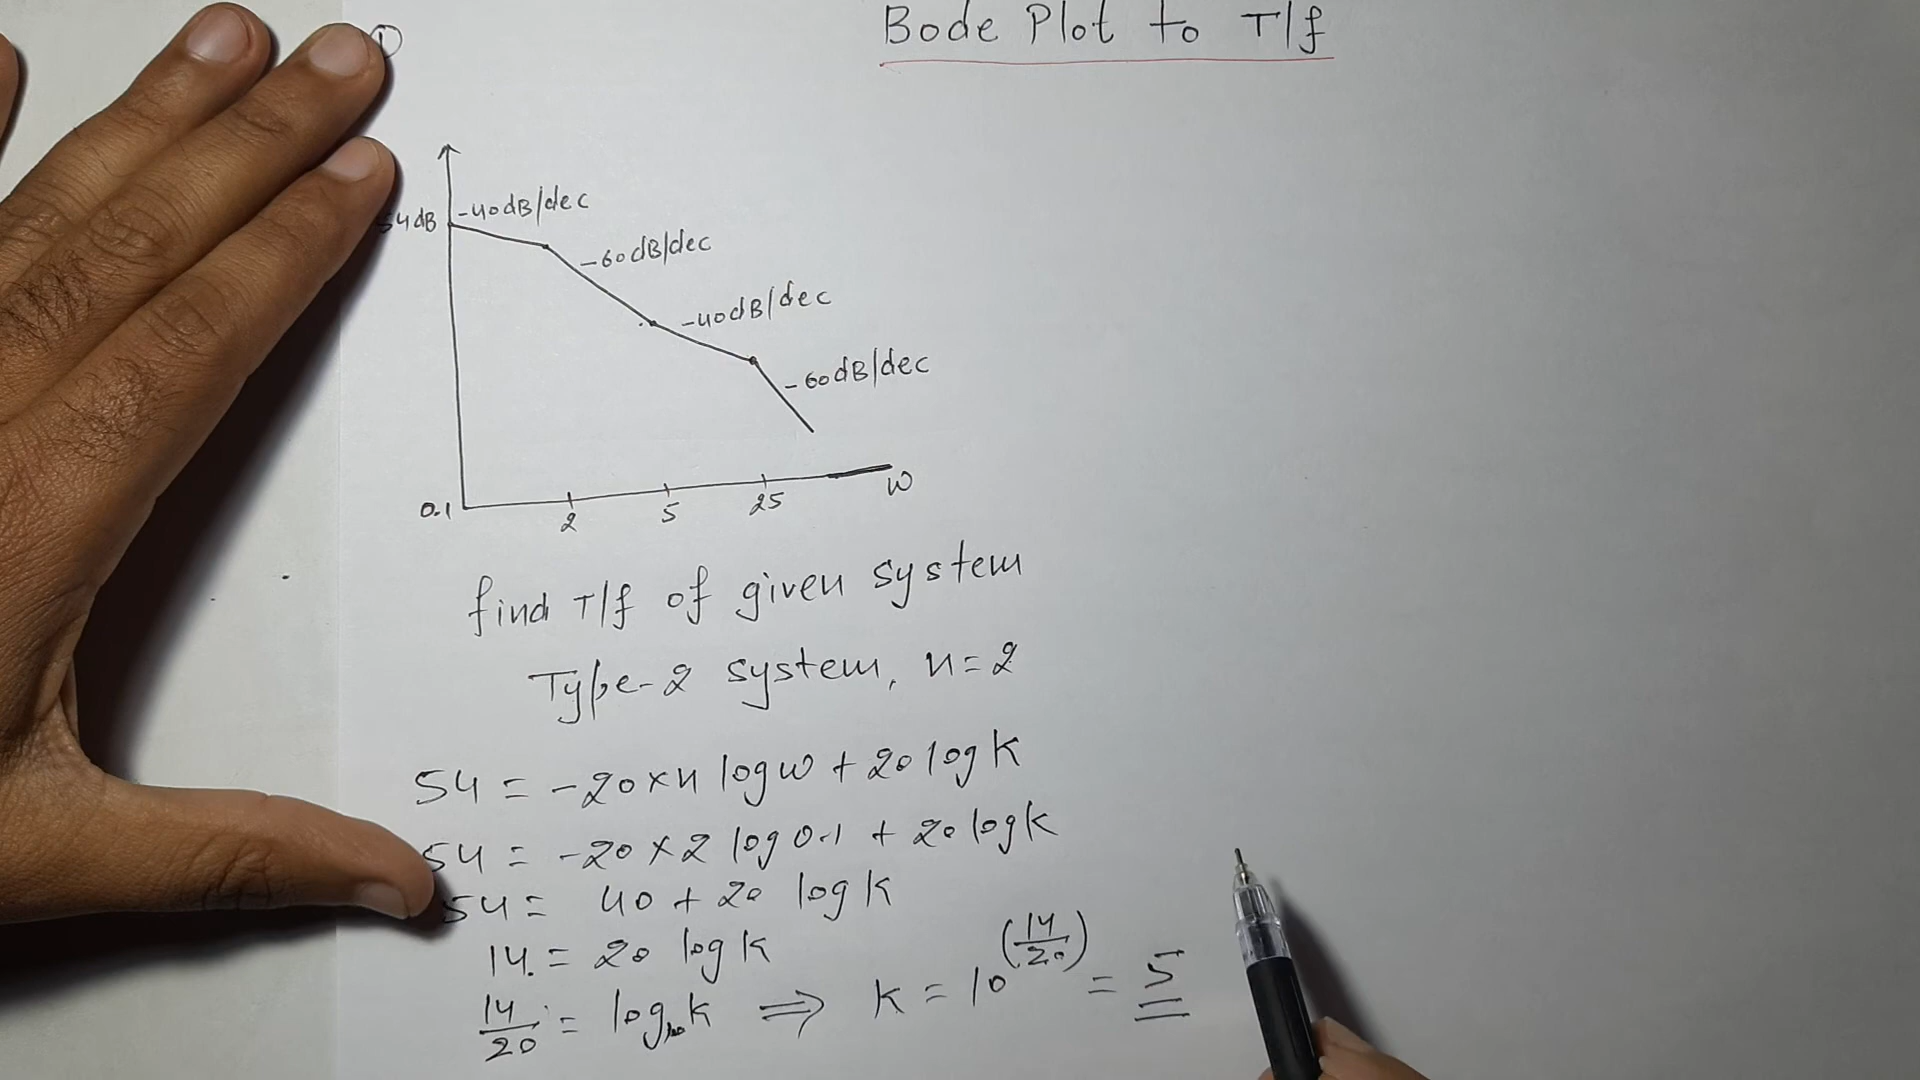 Bode Plot to T/f
①
54dB
-40dB/dec
-60dB/dec
-40dB/dec
-60dB/dec
0.1
2
5
25
ω
find T/f of given system
Type-2 system, n=2
54 = -20×n logω + 20 log K
54 = -20 × 2 log 0.1 + 20 log K
54 = 40 + 20 log K
14 = 20 log K
14/20 = log₁₀K ⇒ K = 10^(14/20) = 5